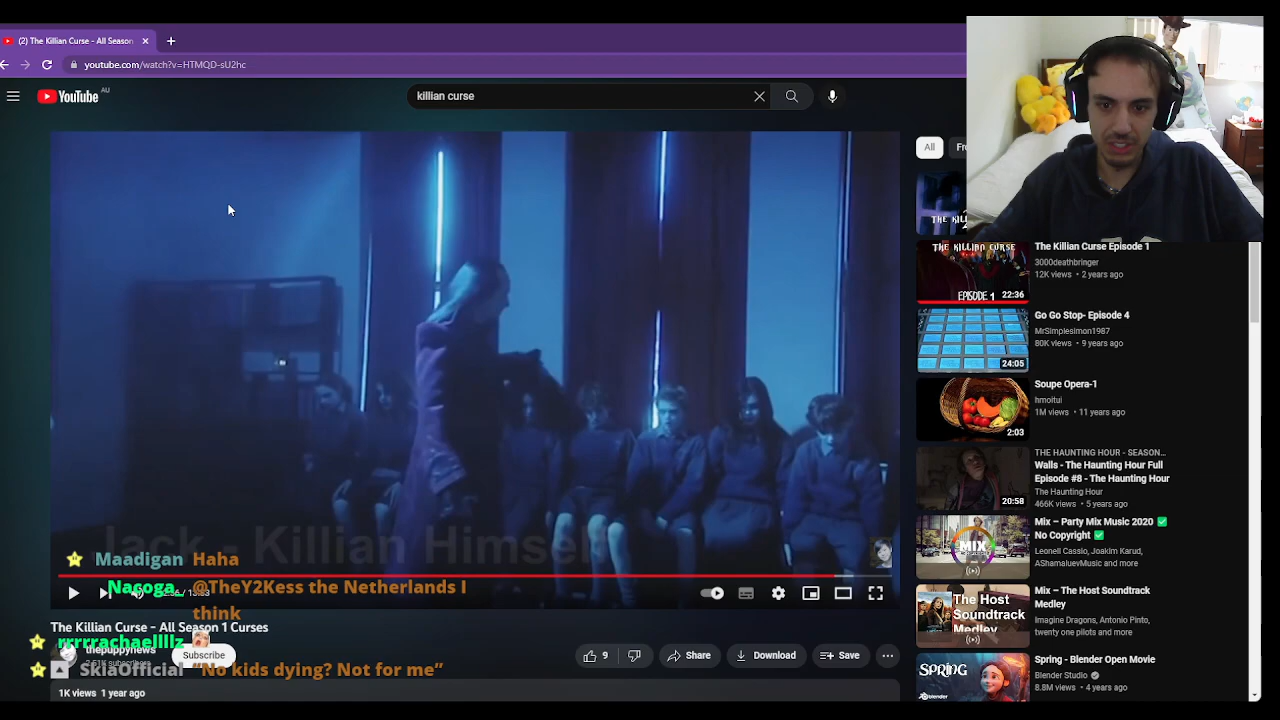 (2) The Killian Curse - All Season
youtube.com/watch?v=HTMQD-sU2hc
YouTube AU
killian curse
All
THE KILLIAN CURSE
EPISODE 1
22:36
The Killian Curse Episode 1
3000deathbringer
12K views • 2 years ago
24:05
Go Go Stop- Episode 4
MrSimplesimon1987
80K views • 9 years ago
2:03
Soupe Opera-1
hmoitui
1M views • 11 years ago
20:58
THE HAUNTING HOUR - SEASON...
Walls - The Haunting Hour Full
Episode #8 - The Haunting Hour
The Haunting Hour
466K views • 5 years ago
MIX
Mix – Party Mix Music 2020 ✅
No Copyright ✅
Leonell Cassio, Joakim Karud,
AShamaluevMusic and more
The Host
Soundtrack
Medley
Mix – The Host Soundtrack
Medley
Imagine Dragons, Antonio Pinto,
twenty one pilots and more
SPRING
blender
Spring - Blender Open Movie
Blender Studio
8.8M views • 4 years ago
Jack - Killian Himself
Maadigan Haha
Nacoga @TheY2Kess the Netherlands I
think
The Killian Curse - All Season 1 Curses
rrrrrachaellllz
thepuppynews
Subscribe
9
Share
Download
Save
SklaOfficial "No kids dying? Not for me"
1K views 1 year ago